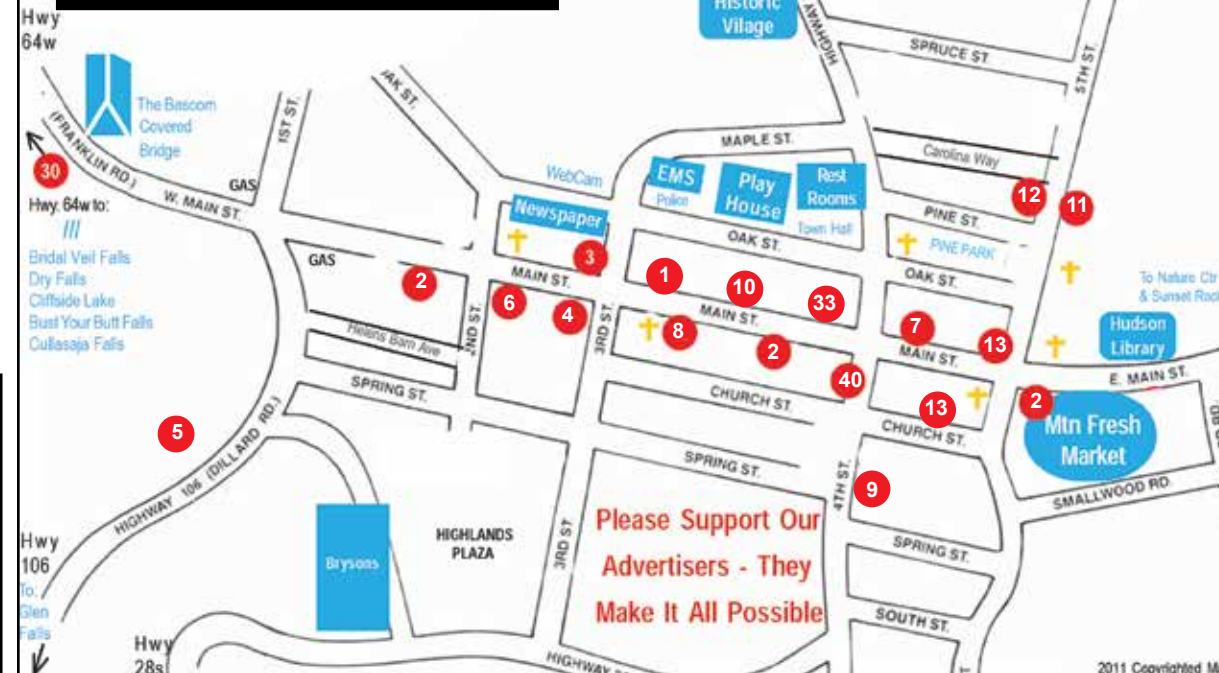 Hwy
64w
Historic
Village
HIGHWAY
SPRUCE ST.
5TH ST.
The Bascom
Covered
Bridge
1ST ST.
(FRANKLIN RD.)
30
GAS
W. MAIN ST.
MAPLE ST.
Carolina Way
WebCam
EMS
Police
Play
House
Rest
Rooms
Town Hall
12
11
PINE ST.
Newspaper
OAK ST.
PINE PARK
Hwy. 64w to:
///
Bridal Veil Falls
Dry Falls
Cliffside Lake
Bust Your Butt Falls
Cullasaja Falls
GAS
2
MAIN ST.
3
6
4
1
10
33
OAK ST.
To Nature Ctr
& Sunset Rock
Hudson
Library
2ND ST.
3RD ST.
8
MAIN ST.
2
7
MAIN ST.
13
Helens Barn Ave
SPRING ST.
CHURCH ST.
40
13
CHURCH ST.
2
E. MAIN ST.
Mtn Fresh
Market
5
HIGHWAY 106 (DILLARD RD.)
SPRING ST.
4TH ST.
9
SMALLWOOD RD.
Hwy
106
To:
Glen
Falls
Brysons
HIGHLANDS
PLAZA
3RD ST
Please Support Our
Advertisers - They
Make It All Possible
SPRING ST.
SOUTH ST.
Hwy
28s
HIGHWAY
2011 Copyrighted